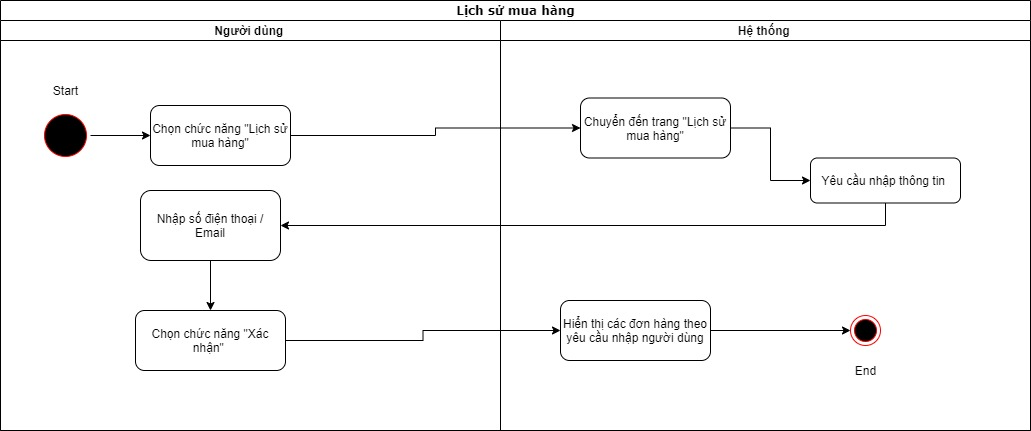 Lịch sử mua hàng
Người dùng
Hệ thống
Start
Chọn chức năng "Lịch sử
mua hàng"
Chuyển đến trang "Lịch sử
mua hàng"
Yêu cầu nhập thông tin
Nhập số điện thoại /
Email
Chọn chức năng "Xác
nhận"
Hiển thị các đơn hàng theo
yêu cầu nhập người dùng
End